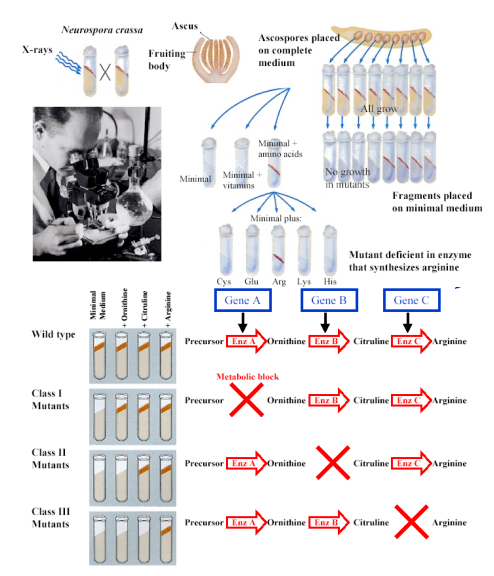 Neurospora crassa
X-rays
Ascus
Fruiting
body
Ascospores placed
on complete
medium
All grow
No growth
in mutants
Fragments placed
on minimal medium
Minimal
Minimal +
vitamins
Minimal +
amino acids
Minimal plus:
Cys Glu Arg Lys His
Mutant deficient in enzyme
that synthesizes arginine
Gene A Gene B Gene C
Minimal
Medium
+ Ornithine
+ Citruline
+ Arginine
Wild type
Precursor Enz A Ornithine Enz B Citruline Enz C Arginine
Class I
Mutants
Metabolic block
Precursor Ornithine Enz B Citruline Enz C Arginine
Class II
Mutants
Precursor Enz A Ornithine Citruline Enz C Arginine
Class III
Mutants
Precursor Enz A Ornithine Enz B Citruline Arginine